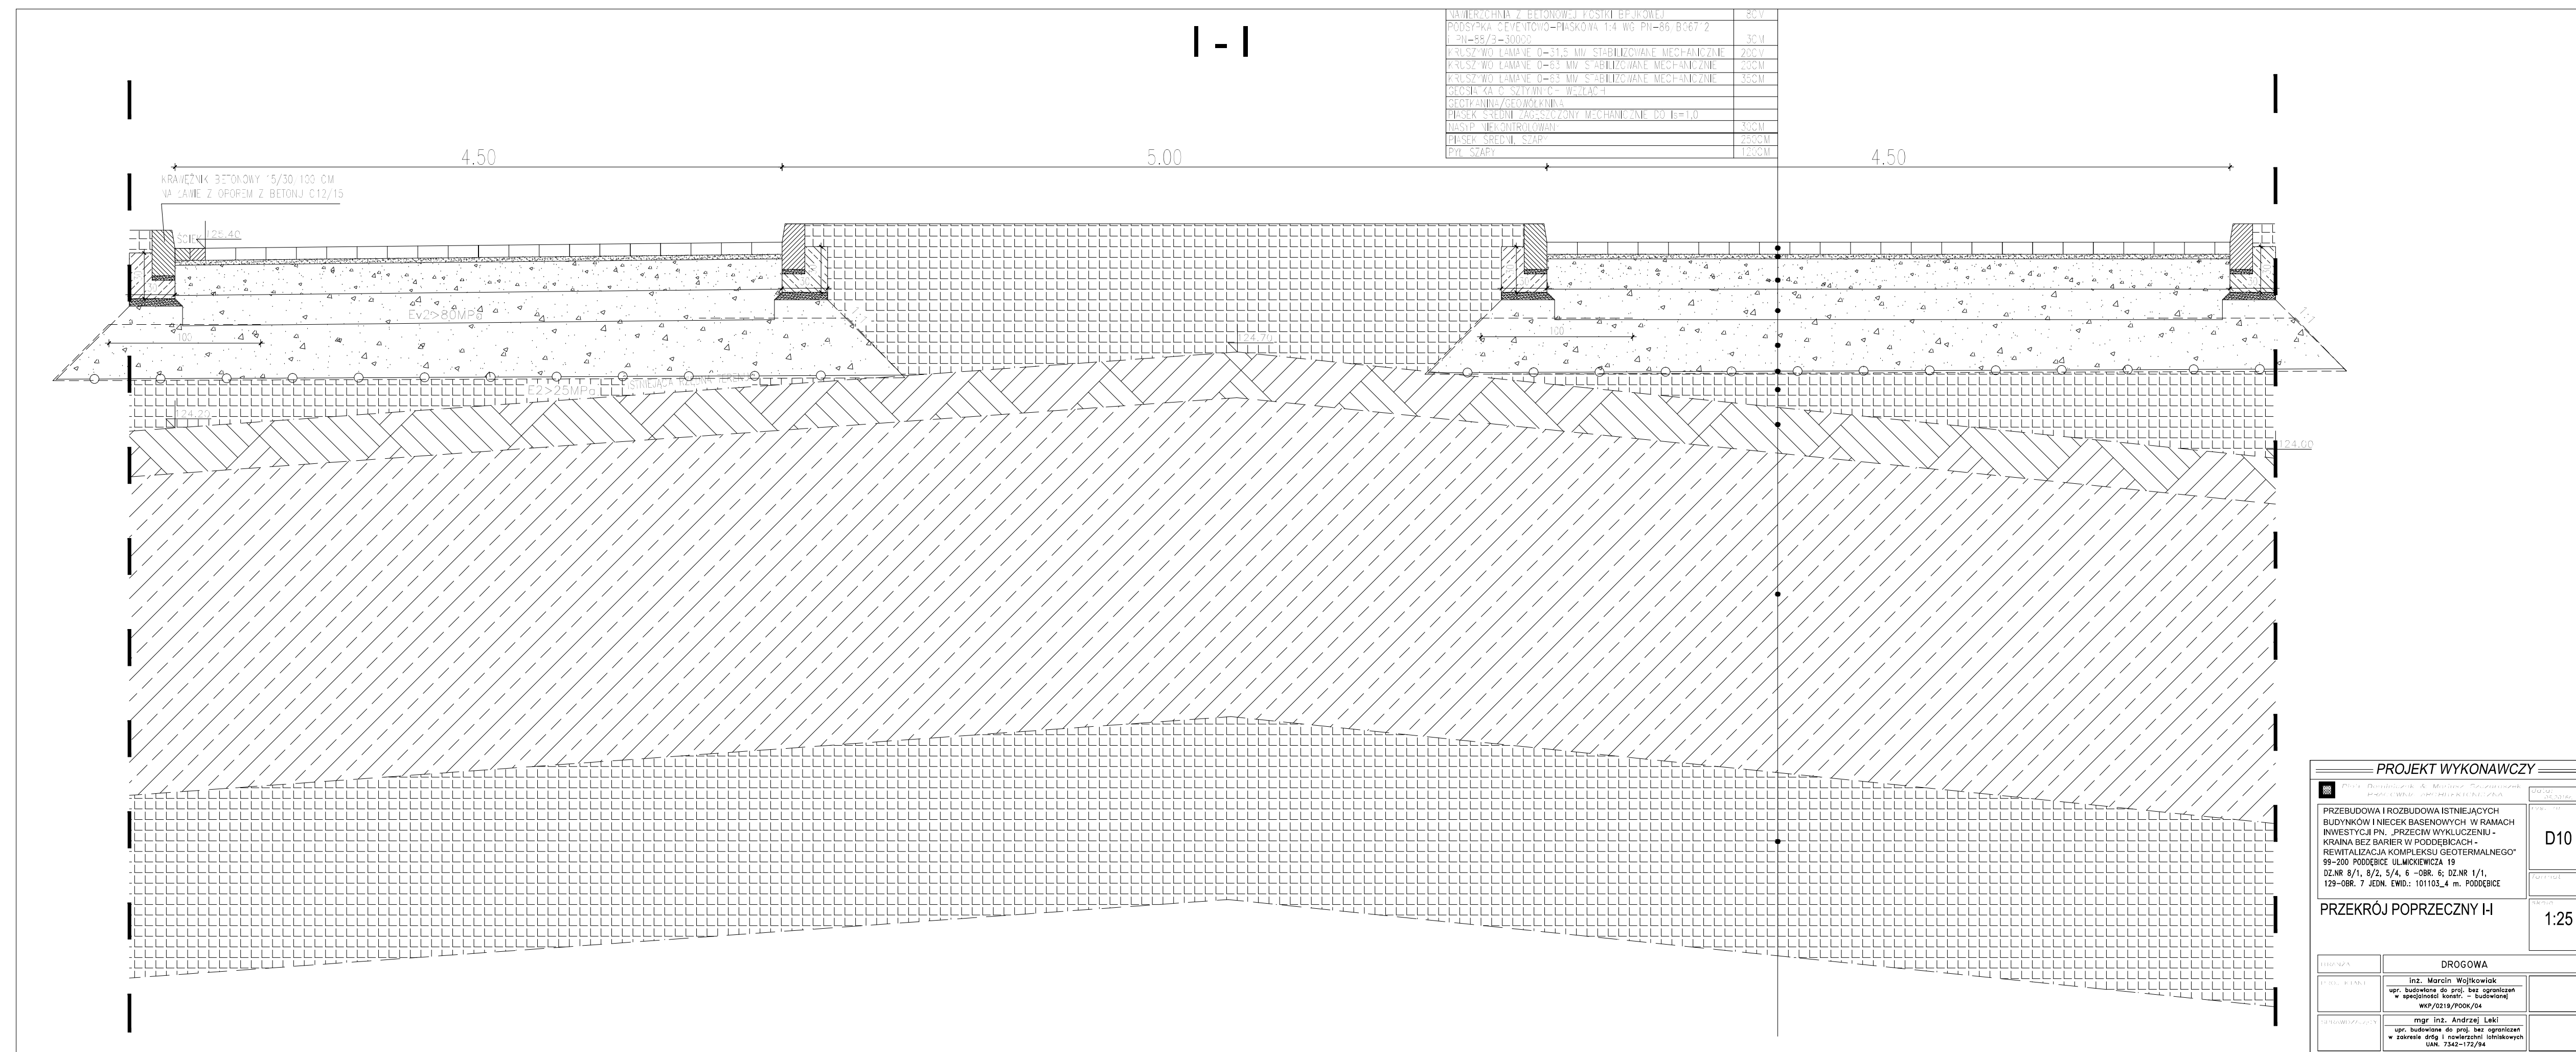 I - I
NAWIERZCHNIA Z BETONOWEJ KOSTKI BRUKOWEJ 8CM
PODSYPKA CEMENTOWO-PIASKOWA 1:4 WG PN-86/B06712
I PN-88/B-30000 3CM
KRUSZYWO ŁAMANE 0-31,5 MM STABILIZOWANE MECHANICZNIE 20CM
KRUSZYWO ŁAMANE 0-63 MM STABILIZOWANE MECHANICZNIE 20CM
KRUSZYWO ŁAMANE 0-63 MM STABILIZOWANE MECHANICZNIE 35CM
GEOSIATKA O SZTYWNYCH WĘZŁACH
GEOTKANINA/GEOWŁÓKNINA
PIASEK ŚREDNI ZAGĘSZCZONY MECHANICZNIE DO Is=1,0
NASYP NIEKONTROLOWANY 30CM
PIASEK ŚREDNI, SZARY 250CM
PYŁ SZARY 120CM
4.50
5.00
4.50
KRAWĘŻNIK BETONOWY 15/30/100 CM
NA ŁAWIE Z OPOREM Z BETONU C12/15
ŚCIEK
125.40
Ev2>80MPa
100
100
1:1
124.70
E2>25MPa
124.20
124.00
PROJEKT WYKONAWCZY
PRZEBUDOWA I ROZBUDOWA ISTNIEJĄCYCH
BUDYNKÓW I NIECEK BASENOWYCH W RAMACH
INWESTYCJI PN. „PRZECIW WYKLUCZENIU -
KRAINA BEZ BARIER W PODDĘBICACH -
REWITALIZACJA KOMPLEKSU GEOTERMALNEGO"
99-200 PODDĘBICE UL.MICKIEWICZA 19
DZ.NR 8/1, 8/2, 5/4, 6 -OBR. 6; DZ.NR 1/1,
129-OBR. 7 JEDN. EWID.: 101103_4 m. PODDĘBICE
D10
PRZEKRÓJ POPRZECZNY I-I
1:25
DROGOWA
inż. Marcin Wojtkowiak
upr. budowlane do proj. bez ograniczeń
w specjalności konstr. - budowlanej
WKP/0219/POOK/04
mgr inż. Andrzej Leki
upr. budowlane do proj. bez ograniczeń
w zakresie dróg i nawierzchni lotniskowych
UAN. 7342-172/94